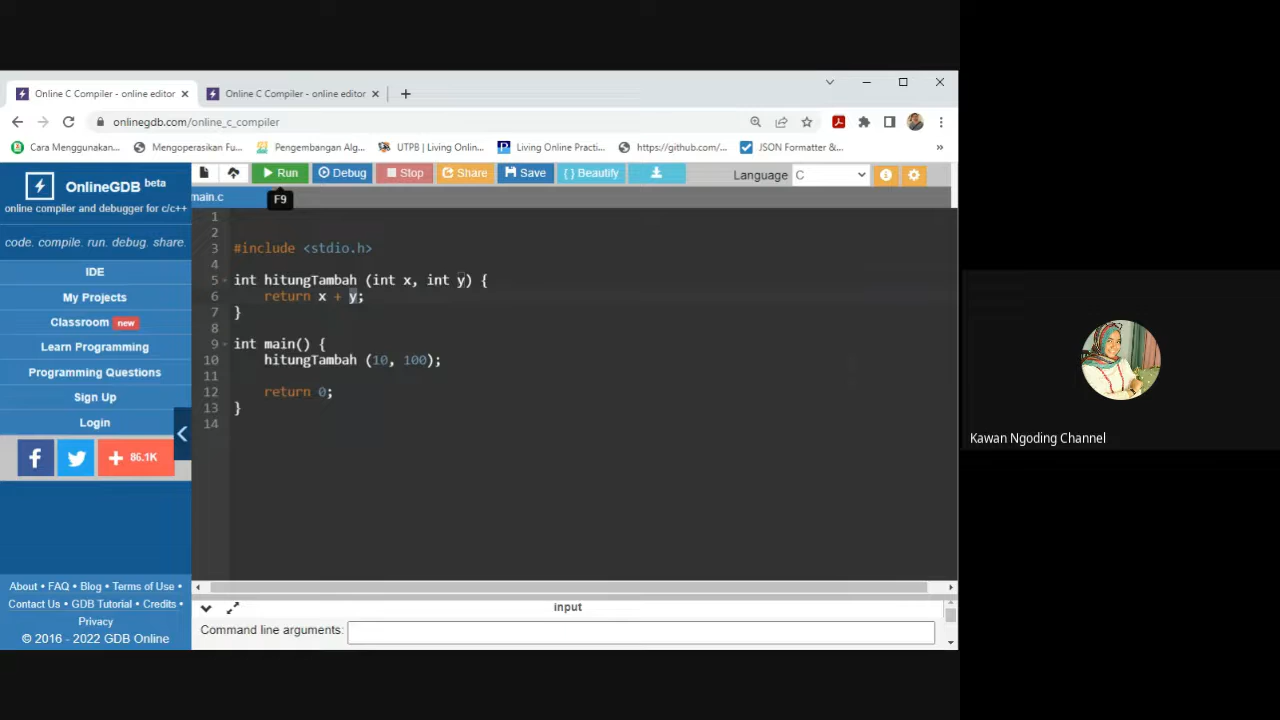 Online C Compiler - online editor
Online C Compiler - online editor
onlinegdb.com/online_c_compiler
Cara Menggunakan... Mengoperasikan Fu... Pengembangan Alg... UTPB | Living Onlin... Living Online Practi... https://github.com/... JSON Formatter &... »
OnlineGDB beta
online compiler and debugger for c/c++
code. compile. run. debug. share.
IDE
My Projects
Classroom new
Learn Programming
Programming Questions
Sign Up
Login
86.1K
About • FAQ • Blog • Terms of Use •
Contact Us • GDB Tutorial • Credits •
Privacy
© 2016 - 2022 GDB Online
Run Debug Stop Share Save { } Beautify Language C
main.c
F9
1
2
3 #include <stdio.h>
4
5 int hitungTambah (int x, int y) {
6 return x + y;
7 }
8
9 int main() {
10 hitungTambah (10, 100);
11
12 return 0;
13 }
14
input
Command line arguments:
Kawan Ngoding Channel